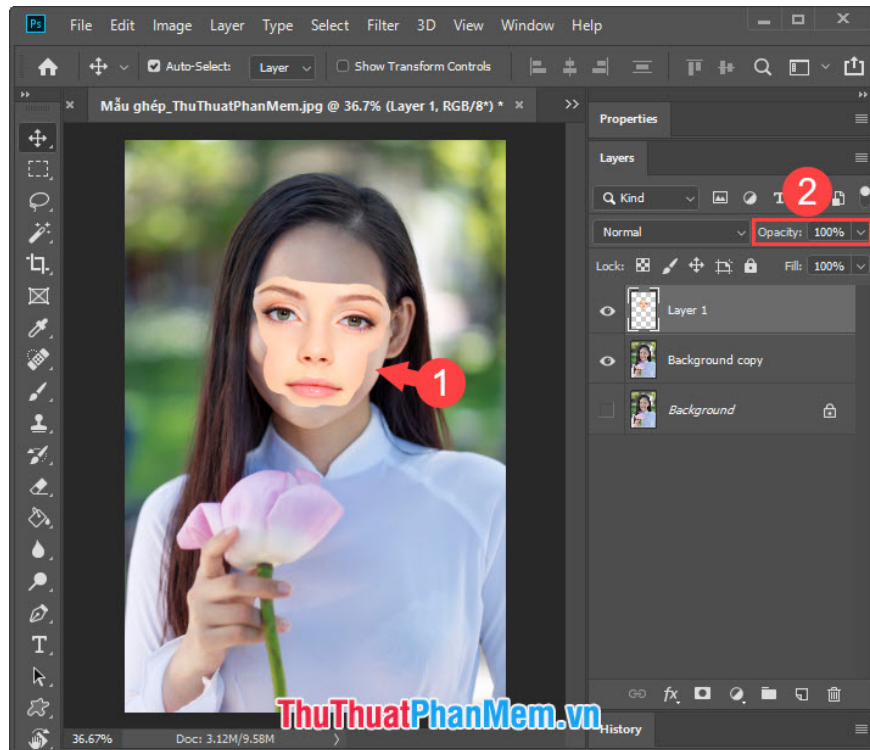 Ps File Edit Image Layer Type Select Filter 3D View Window Help
Auto-Select: Layer Show Transform Controls
Mẫu ghép_ThuThuatPhanMem.jpg @ 36.7% (Layer 1, RGB/8*) *
Properties
Layers
Kind
2
Normal Opacity: 100%
Lock: Fill: 100%
Layer 1
Background copy
1
Background
fx
ThuThuatPhanMem.vn
History
36.67% Doc: 3.12M/9.58M